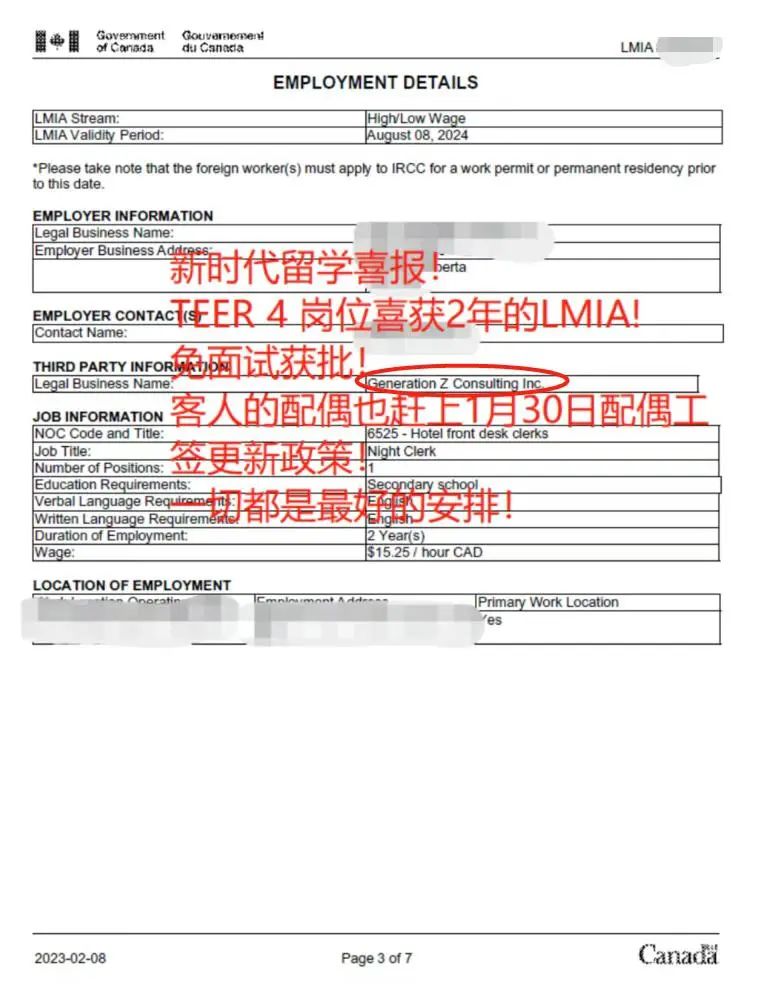 Government of Canada
Gouvernement du Canada
LMIA
EMPLOYMENT DETAILS
LMIA Stream: High/Low Wage
LMIA Validity Period: August 08, 2024
*Please take note that the foreign worker(s) must apply to IRCC for a work permit or permanent residency prior
to this date.
EMPLOYER INFORMATION
Legal Business Name:
Employer Business Address:
新时代留学喜报!
berta
TEER 4 岗位喜获2年的LMIA!
EMPLOYER CONTACT(S)
Contact Name:
免面试获批!
THIRD PARTY INFORMATION
Legal Business Name: Generation Z Consulting Inc.
客人的配偶也赶上1月30日配偶工
JOB INFORMATION
NOC Code and Title: 6525 - Hotel front desk clerks
Job Title: Night Clerk
签更新政策!
Number of Positions: 1
Education Requirements: Secondary school
Verbal Language Requirements: English
一切都是最好的安排!
Written Language Requirements: English
Duration of Employment: 2 Year(s)
Wage: $15.25 / hour CAD
LOCATION OF EMPLOYMENT
Employment Address Primary Work Location
Yes
2023-02-08 Page 3 of 7 Canada